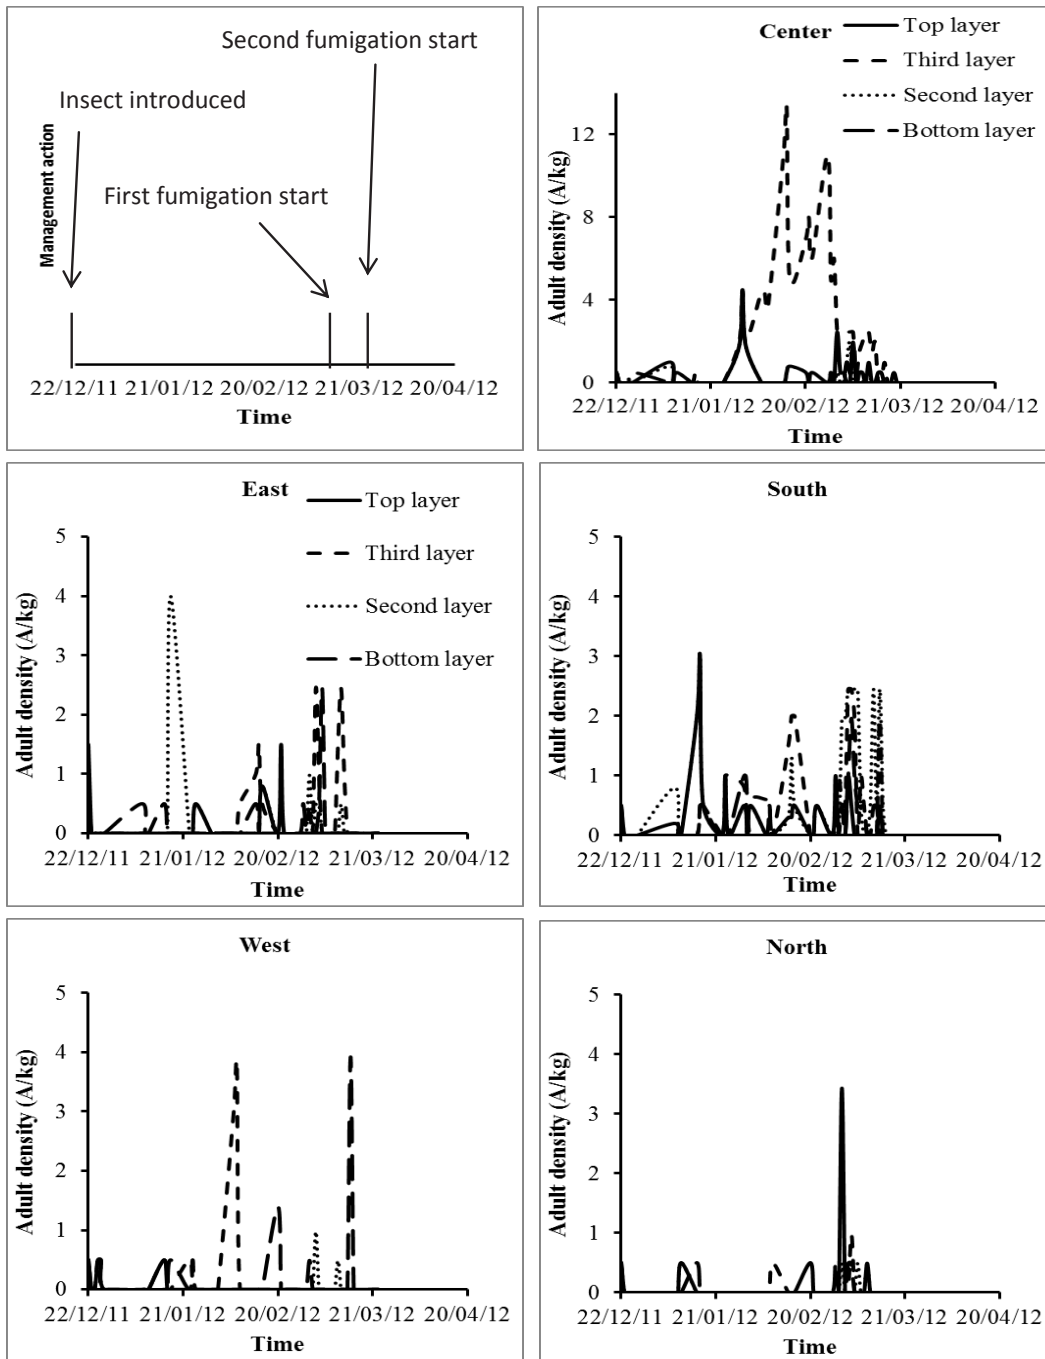 Second fumigation start
Insect introduced
Management action
First fumigation start
22/12/11 21/01/12 20/02/12 21/03/12 20/04/12
Time
Center
Top layer
Third layer
Second layer
Bottom layer
Adult density (A/kg)
12
8
4
0
22/12/11 21/01/12 20/02/12 21/03/12 20/04/12
Time
East
Top layer
Third layer
Second layer
Bottom layer
Adult density (A/kg)
5
4
3
2
1
0
22/12/11 21/01/12 20/02/12 21/03/12 20/04/12
Time
South
Adult density (A/kg)
5
4
3
2
1
0
22/12/11 21/01/12 20/02/12 21/03/12 20/04/12
Time
West
Adult density (A/kg)
5
4
3
2
1
0
22/12/11 21/01/12 20/02/12 21/03/12 20/04/12
Time
North
Adult density (A/kg)
5
4
3
2
1
0
22/12/11 21/01/12 20/02/12 21/03/12 20/04/12
Time